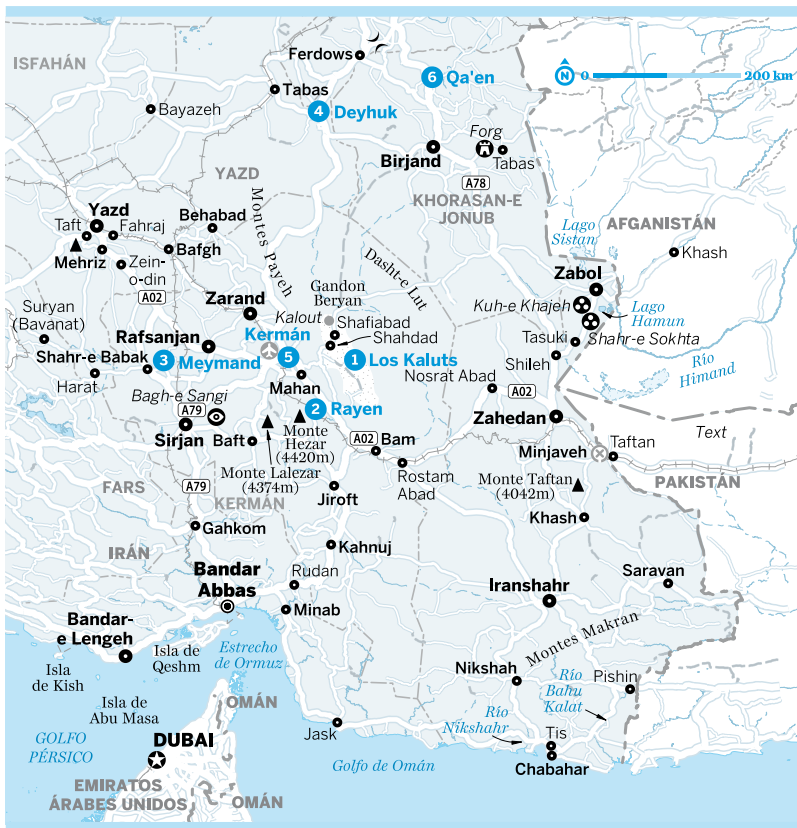 Ferdows
ISFAHÁN
6 Qa'en
N
0
200 km
Tabas
Bayazeh
4 Deyhuk
Forg
Tabas
Birjand
YAZD
A78
KHORASAN-E
JONUB
Montes Payeh
Yazd
Behabad
Taft
Fahraj
Bafgh
Mehriz
Zein-
o-din
Lago
Sistan
AFGANISTÁN
Khash
Dasht-e Lut
Zabol
A02
Gandon
Beryan
Zarand
Kuh-e Khajeh
Lago
Hamun
Suryan
(Bavanat)
Kalout
Shafiabad
Shahdad
Tasuki
Shahr-e Sokhta
Rafsanjan
Kermán
Shahr-e Babak
3 Meymand
5
1 Los Kaluts
Shileh
Río
Himand
Harat
Mahan
Nosrat Abad
A02
Bagh-e Sangi
A79
2 Rayen
Zahedan
Sirjan
Baft
Monte
Hezar
(4420m)
A02
Bam
Text
Minjaveh
Taftan
Monte Lalezar
(4374m)
Rostam
Abad
Monte Taftan
(4042m)
PAKISTÁN
FARS
A79
KERMÁN
Jiroft
Khash
Gahkom
IRÁN
Kahnuj
Bandar
Abbas
Rudan
Saravan
Iranshahr
Minab
Bandar-
e Lengeh
Isla de
Qeshm
Estrecho
de Ormuz
Montes Makran
Isla
de Kish
Nikshah
Pishin
Isla de
Abu Masa
OMÁN
Río
Bahu
Kalat
Río
Nikshahr
Jask
GOLFO
PÉRSICO
DUBAI
Tis
Golfo de Omán
Chabahar
EMIRATOS
ÁRABES UNIDOS
OMÁN